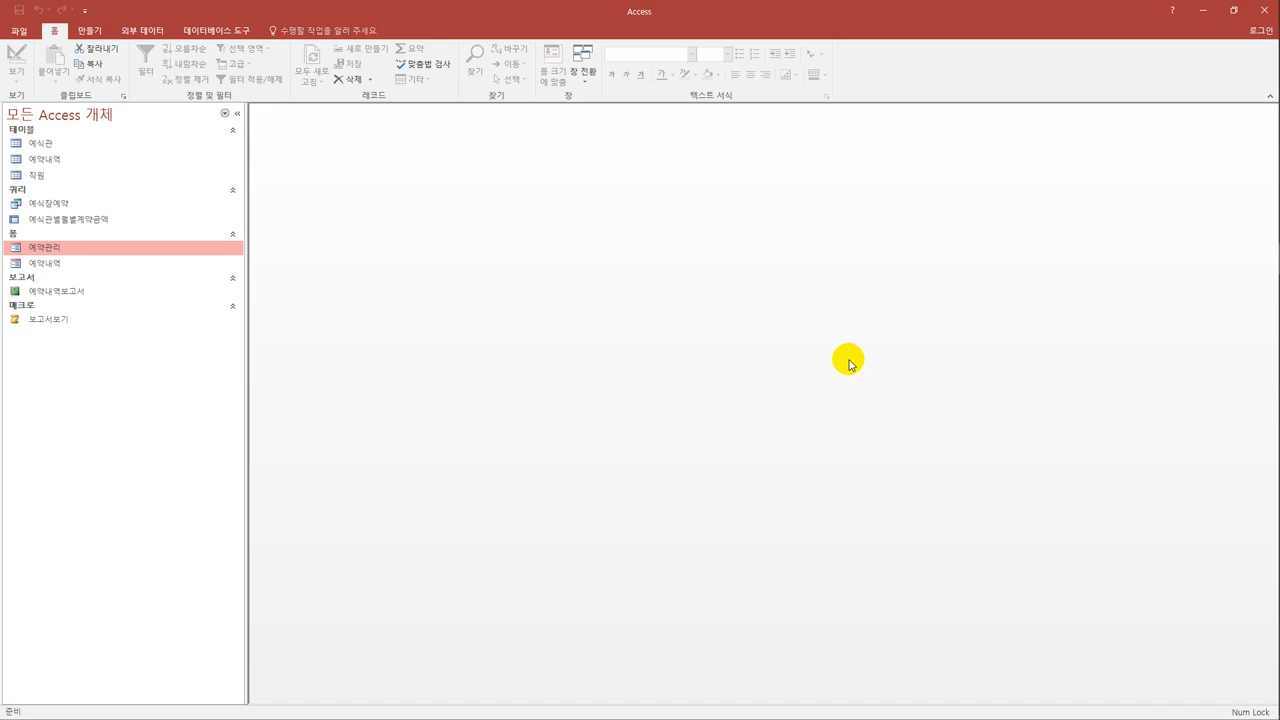 Access
?
파일
홈
만들기
외부 데이터
데이터베이스 도구
수행할 작업을 알려 주세요.
로그인
보기
붙여넣기
잘라내기
복사
서식 복사
필터
오름차순
내림차순
정렬 제거
선택 영역
고급
필터 적용/해제
모두 새로 고침
새로 만들기
저장
삭제
요약
맞춤법 검사
기타
찾기
바꾸기
이동
선택
폼 크기에 맞춤
창 전환
가 가 가
보기
클립보드
정렬 및 필터
레코드
찾기
창
텍스트 서식
모든 Access 개체
테이블
예식관
예약내역
직원
쿼리
예식장예약
예식관별월별계약금액
폼
예약관리
예약내역
보고서
예약내역보고서
매크로
보고서보기
준비
Num Lock